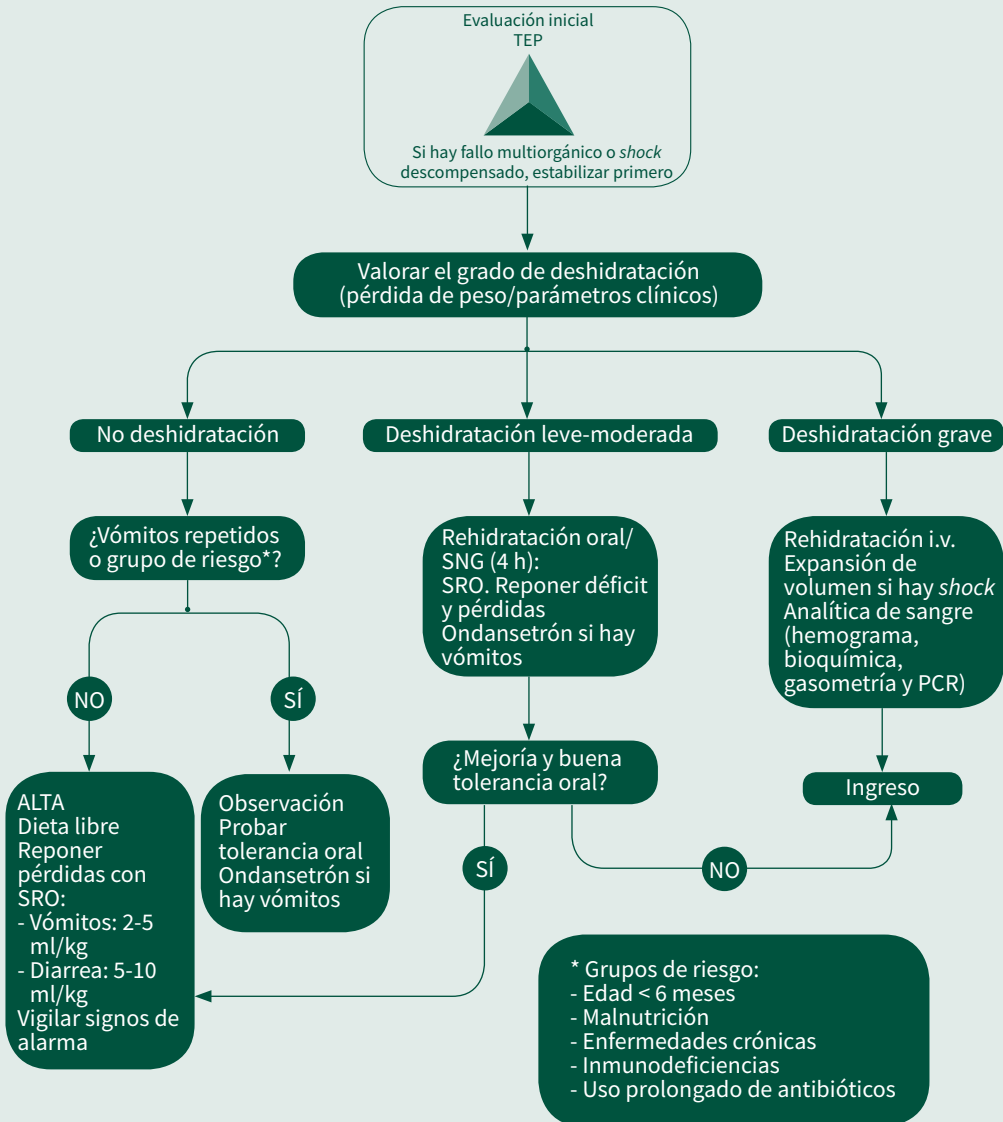 Evaluación inicial
TEP
Si hay fallo multiorgánico o shock
descompensado, estabilizar primero
Valorar el grado de deshidratación
(pérdida de peso/parámetros clínicos)
No deshidratación
Deshidratación leve-moderada
Deshidratación grave
¿Vómitos repetidos
o grupo de riesgo*?
Rehidratación oral/
SNG (4 h):
SRO. Reponer déficit
y pérdidas
Ondansetrón si hay
vómitos
Rehidratación i.v.
Expansión de
volumen si hay shock
Analítica de sangre
(hemograma,
bioquímica,
gasometría y PCR)
NO
SÍ
¿Mejoría y buena
tolerancia oral?
Ingreso
ALTA
Dieta libre
Reponer
pérdidas con
SRO:
- Vómitos: 2-5
ml/kg
- Diarrea: 5-10
ml/kg
Vigilar signos de
alarma
Observación
Probar
tolerancia oral
Ondansetrón si
hay vómitos
SÍ
NO
* Grupos de riesgo:
- Edad < 6 meses
- Malnutrición
- Enfermedades crónicas
- Inmunodeficiencias
- Uso prolongado de antibióticos